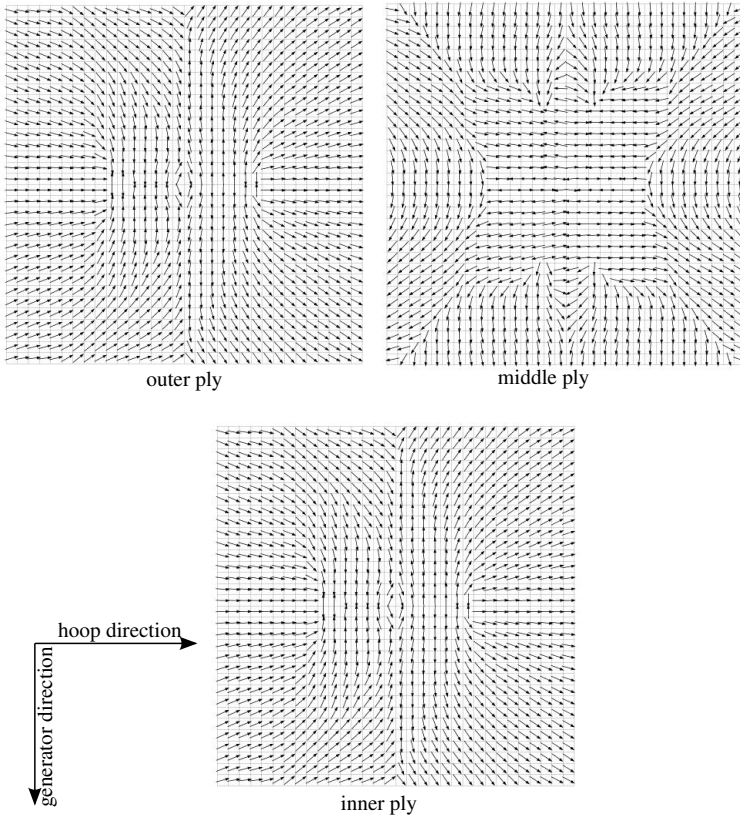 outer ply
middle ply
hoop direction
generator direction
inner ply